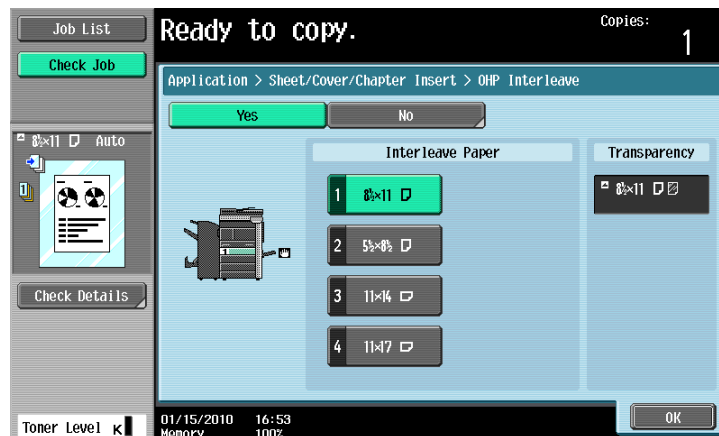 Job List
Ready to copy.
Copies:
1
Check Job
Application > Sheet/Cover/Chapter Insert > OHP Interleave
Yes
No
8½×11 Auto
Interleave Paper
Transparency
1 8½×11
8½×11
1
2 5½×8½
Check Details
3 11×14
4 11×17
01/15/2010 16:53
OK
Toner Level K
Memory 100%